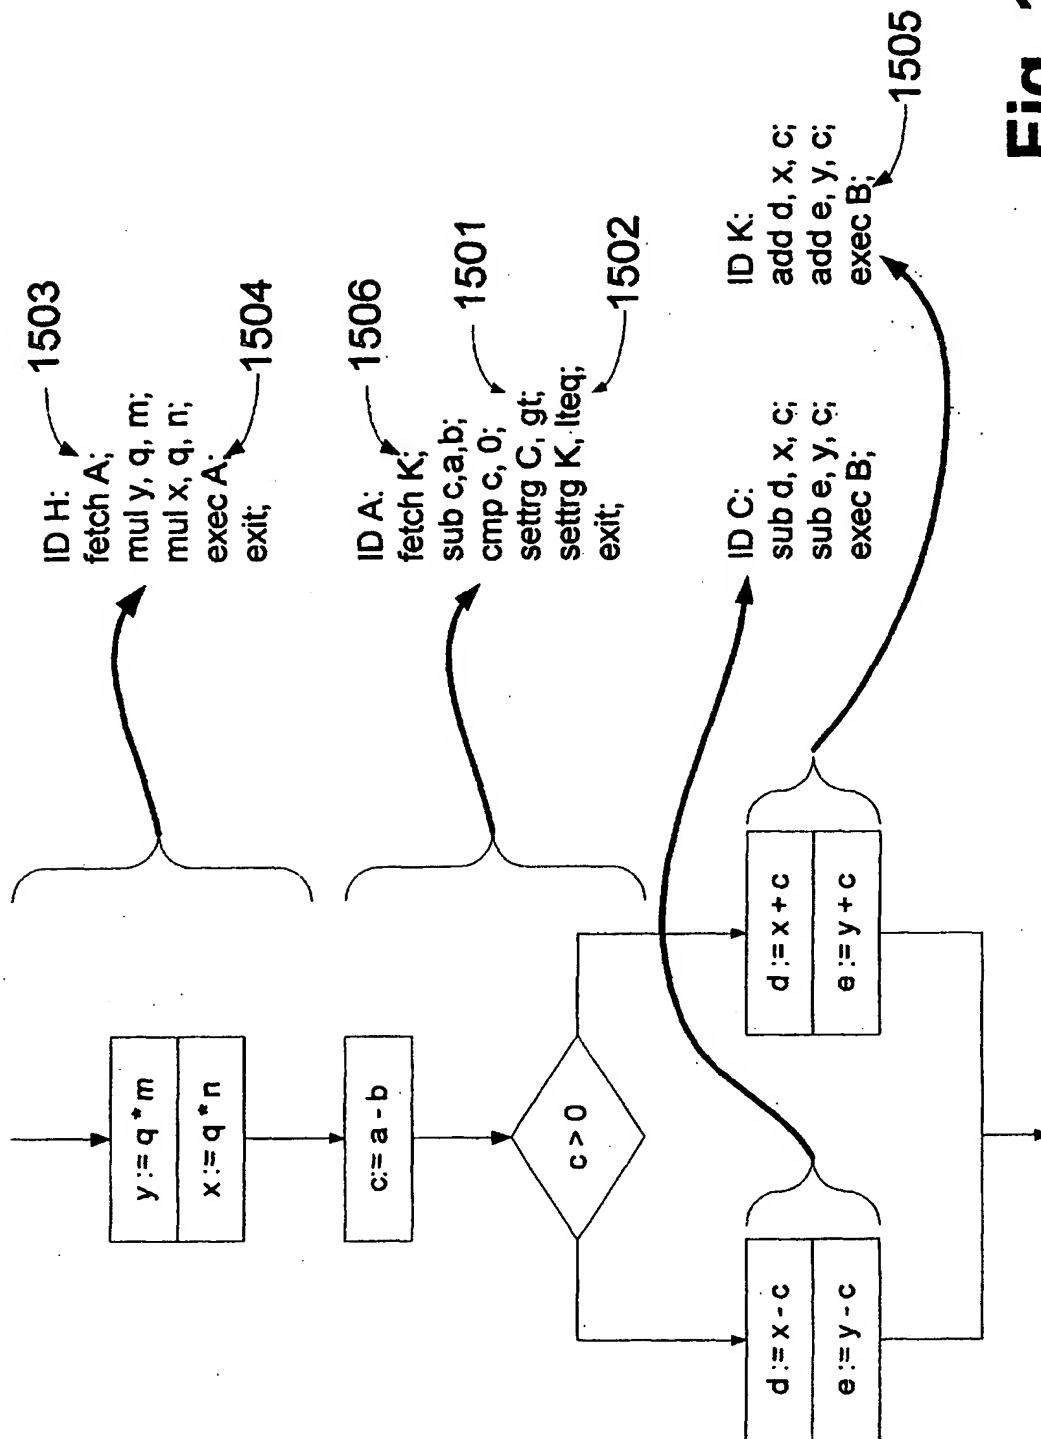 y := q * m
x := q * n
c:= a - b
c > 0
d := x - c
e := y - c
d := x + c
e := y + c
1503
ID H:
fetch A;
mul y, q, m;
mul x, q, n;
exec A;
exit;
1504
1506
ID A:
fetch K;
sub c,a,b;
cmp c, 0;
settrg C, gt;
settrg K, lteq;
exit;
1501
1502
ID C:
sub d, x, c;
sub e, y, c;
exec B;
ID K:
add d, x, c;
add e, y, c;
exec B;
1505
Fig.